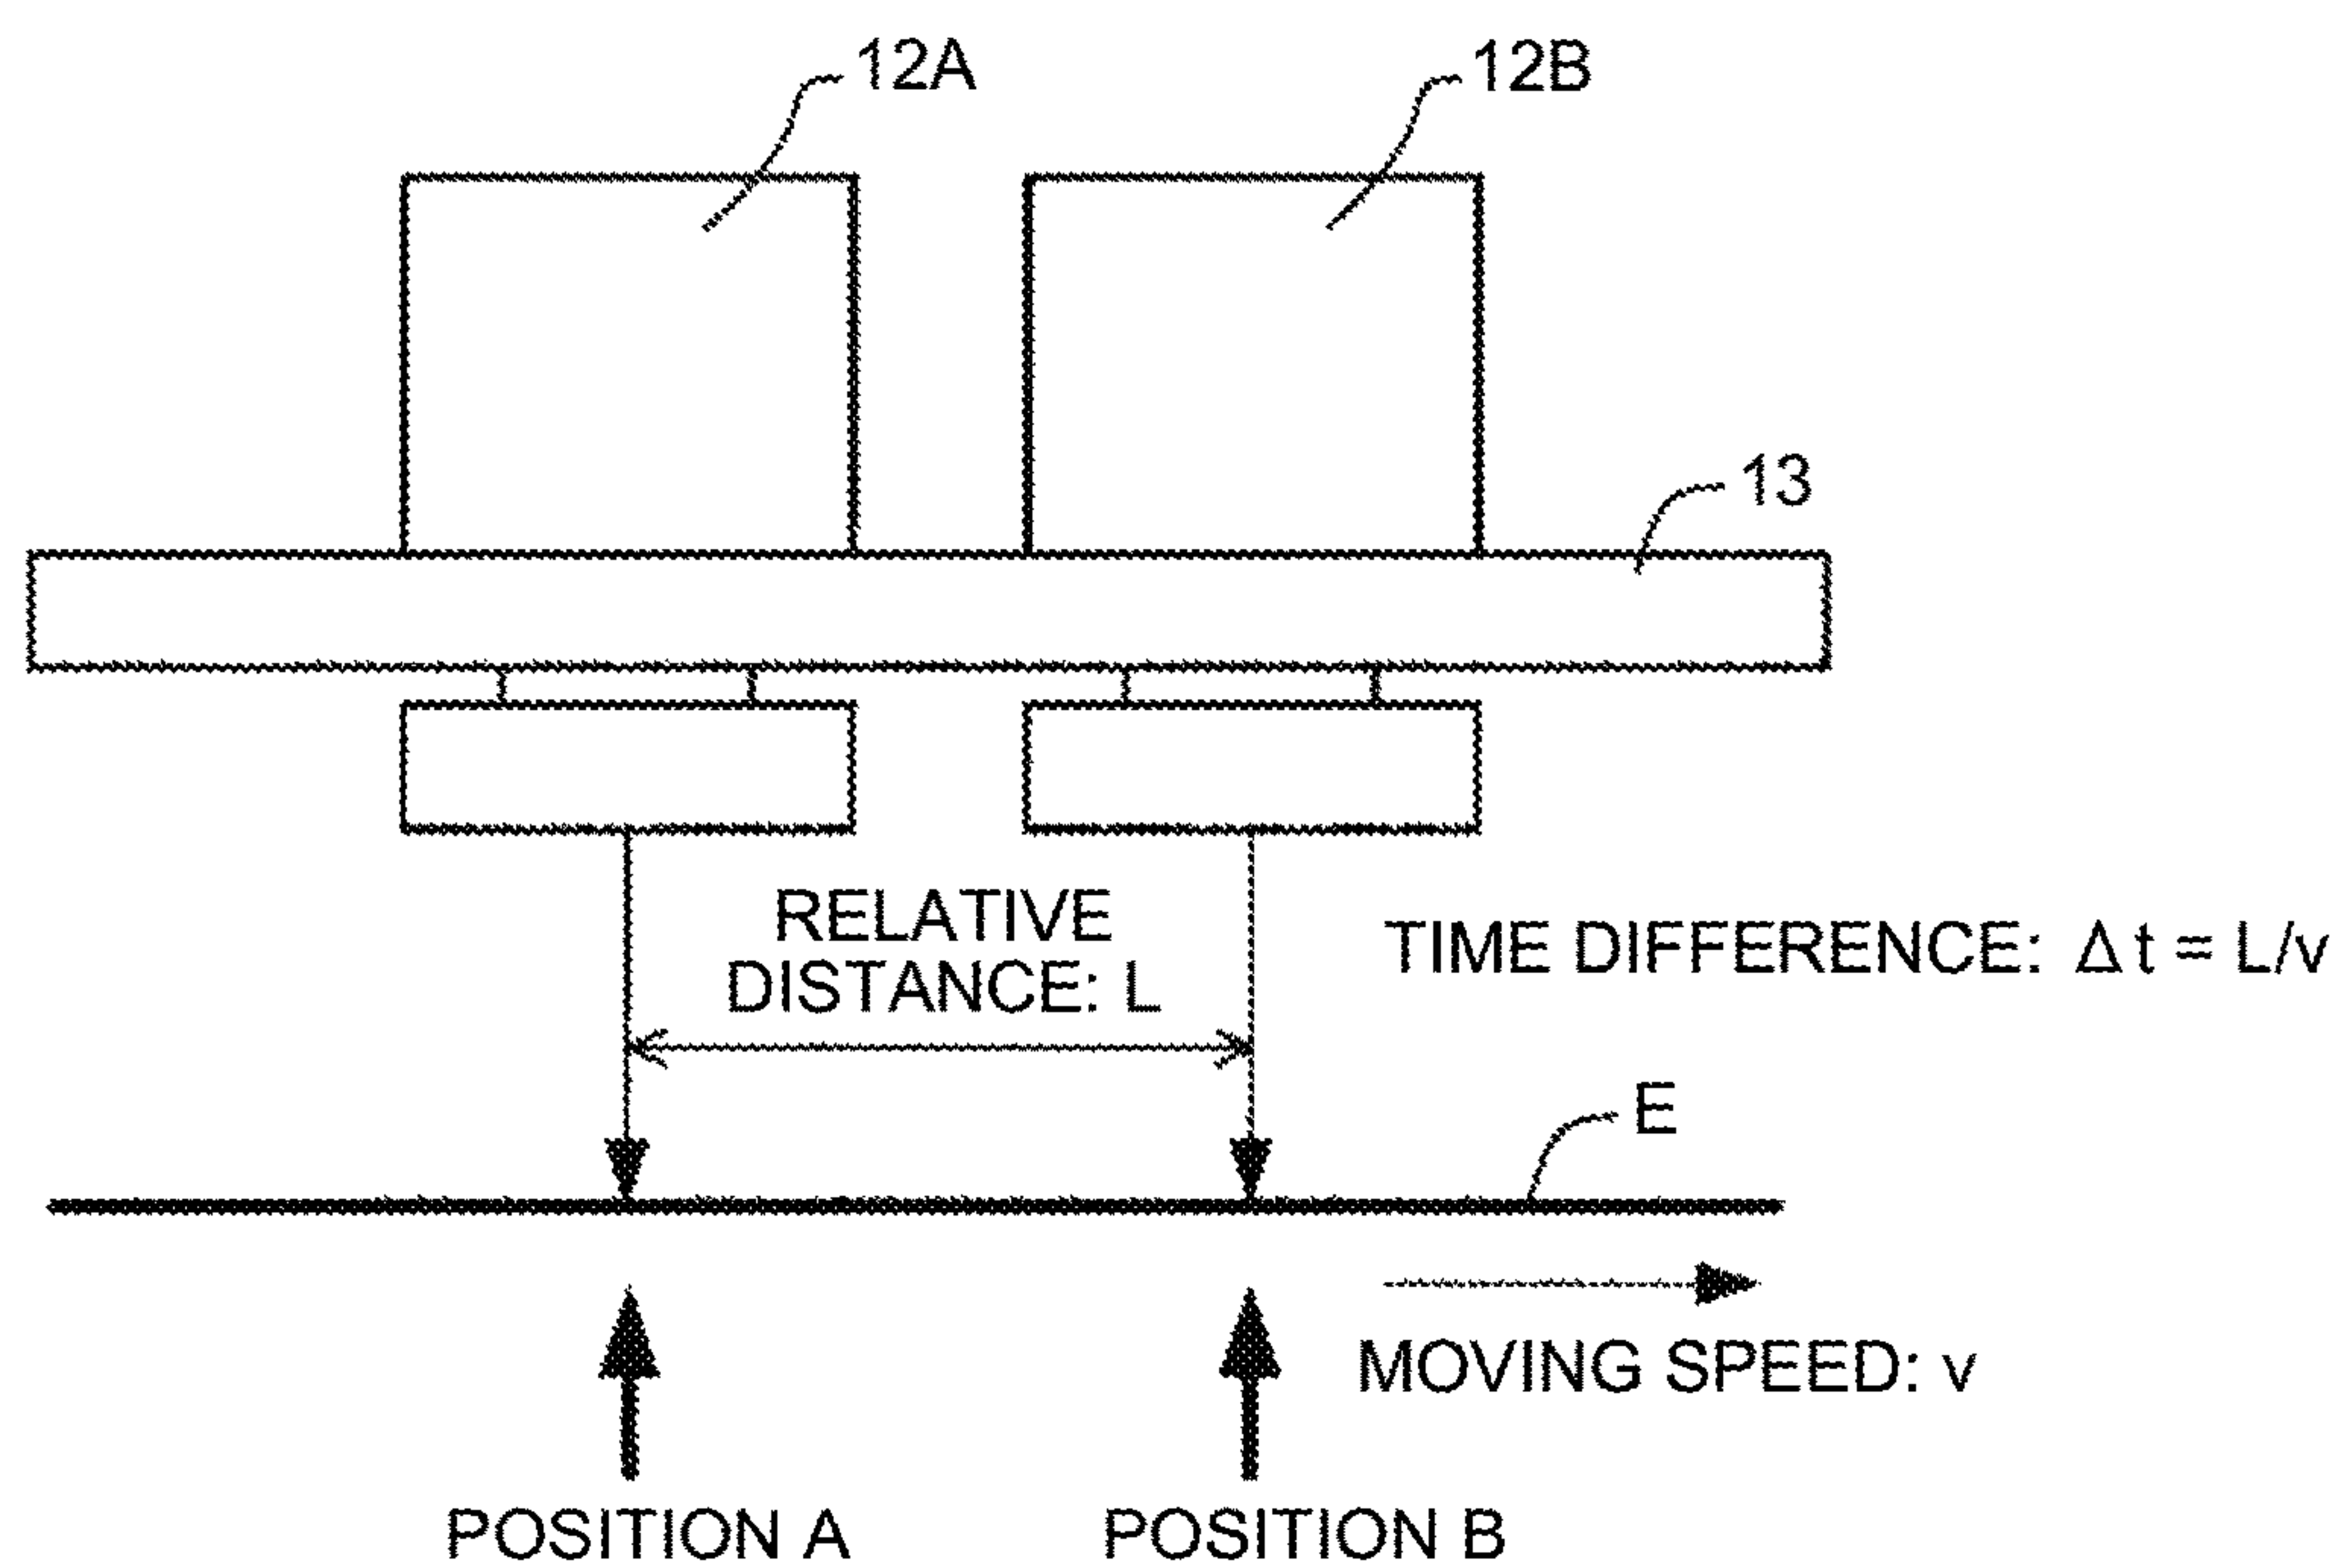 12A
12B
13
RELATIVE
DISTANCE: L
TIME DIFFERENCE: Δt = L/v
E
MOVING SPEED: v
POSITION A
POSITION B